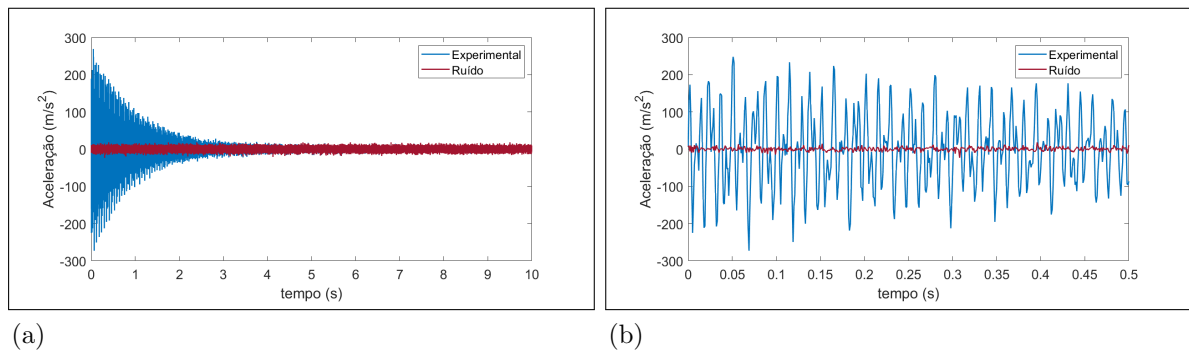 300
200
100
0
-100
-200
-300
Aceleração (m/s²)
0 1 2 3 4 5 6 7 8 9 10
tempo (s)
Experimental
Ruído
(a)
300
200
100
0
-100
-200
-300
Aceleração (m/s²)
0 0.05 0.1 0.15 0.2 0.25 0.3 0.35 0.4 0.45 0.5
tempo (s)
Experimental
Ruído
(b)